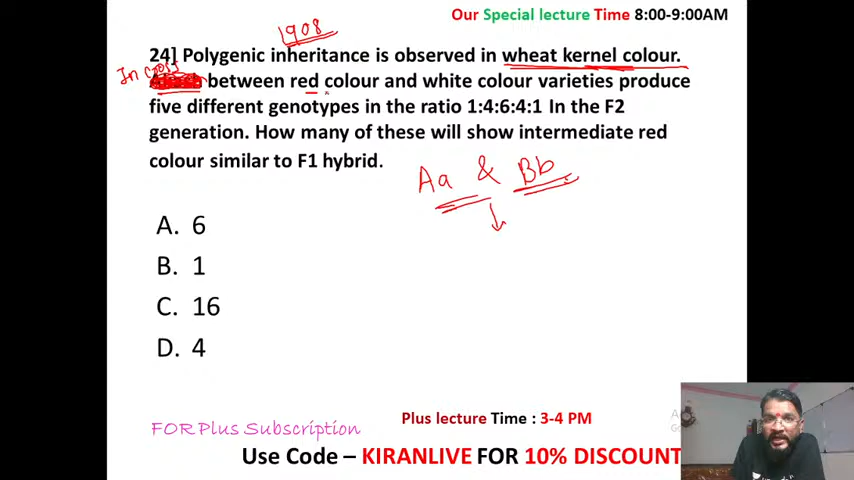 Our Special lecture Time 8:00-9:00AM
1908
24] Polygenic inheritance is observed in wheat kernel colour.
In cross between red colour and white colour varieties produce
five different genotypes in the ratio 1:4:6:4:1 In the F2
generation. How many of these will show intermediate red
colour similar to F1 hybrid.
Aa & Bb
A. 6
B. 1
C. 16
D. 4
Plus lecture Time : 3-4 PM
FOR Plus Subscription
Use Code – KIRANLIVE FOR 10% DISCOUNT